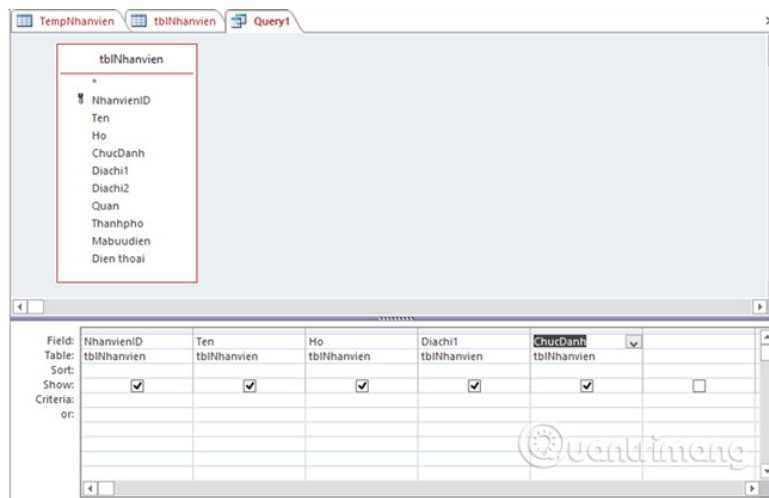 TempNhanvien tblNhanvien Query1
tblNhanvien
*
NhanvienID
Ten
Ho
ChucDanh
Diachi1
Diachi2
Quan
Thanhpho
Mabuudien
Dien thoai
Field: NhanvienID Ten Ho Diachi1 ChucDanh
Table: tblNhanvien tblNhanvien tblNhanvien tblNhanvien tblNhanvien
Sort:
Show:
Criteria:
or:
Quantrimang